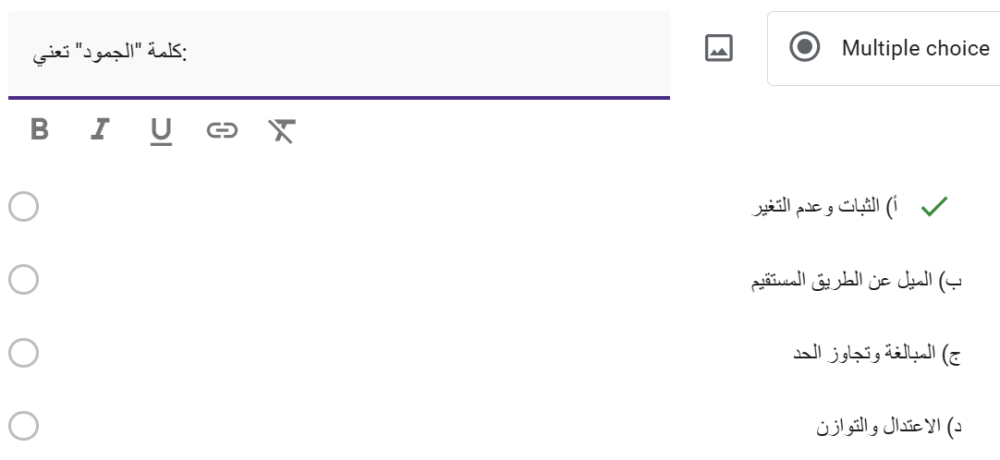 كلمة "الجمود" تعني:
Multiple choice
B I U
أ) الثبات وعدم التغير
ب) الميل عن الطريق المستقيم
ج) المبالغة وتجاوز الحد
د) الاعتدال والتوازن